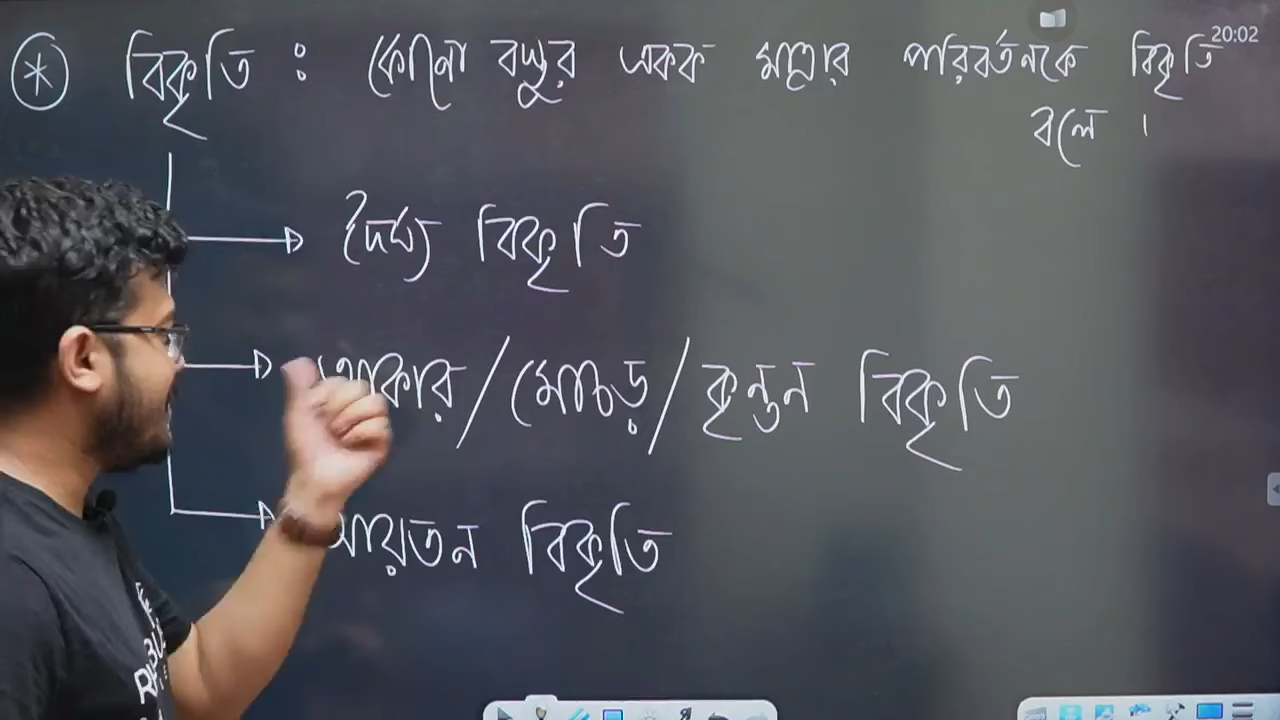 20:02
* বিকৃতি : কোনো বস্তুর একক মাত্রার পরিবর্তনকে বিকৃতি
বলে ।
দৈর্ঘ্য বিকৃতি
আকার/মোচড়/কৃন্তন বিকৃতি
আয়তন বিকৃতি